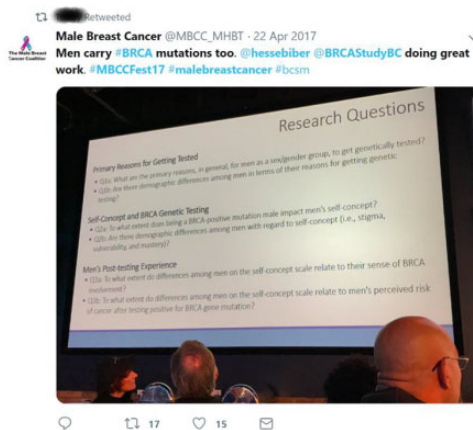 Retweeted
Male Breast Cancer @MBCC_MHBT · 22 Apr 2017
The Male Breast
Cancer Coalition
Men carry #BRCA mutations too. @hessebiber @BRCAStudyBC doing great
work. #MBCCFest17 #malebreastcancer #bcsm
Research Questions
Primary Reasons for Getting Tested
• Q1a: What are the primary reasons, in general, for men as a sex/gender group, to get genetically tested?
• Q1b: Are there demographic differences among men in terms of their reasons for getting genetic
testing?
Self-Concept and BRCA Genetic Testing
• Q2a: To what extent does being a BRCA positive mutation male impact men's self-concept?
• Q2b: Are there demographic differences among men with regard to self-concept (i.e., stigma,
vulnerability, and mastery)?
Men's Post-testing Experience
• Q3a: To what extent do differences among men on the self-concept scale relate to their sense of BRCA
involvement?
• Q3b: To what extent do differences among men on the self-concept scale relate to men's perceived risk
of cancer after testing positive for BRCA gene mutation?
17
15